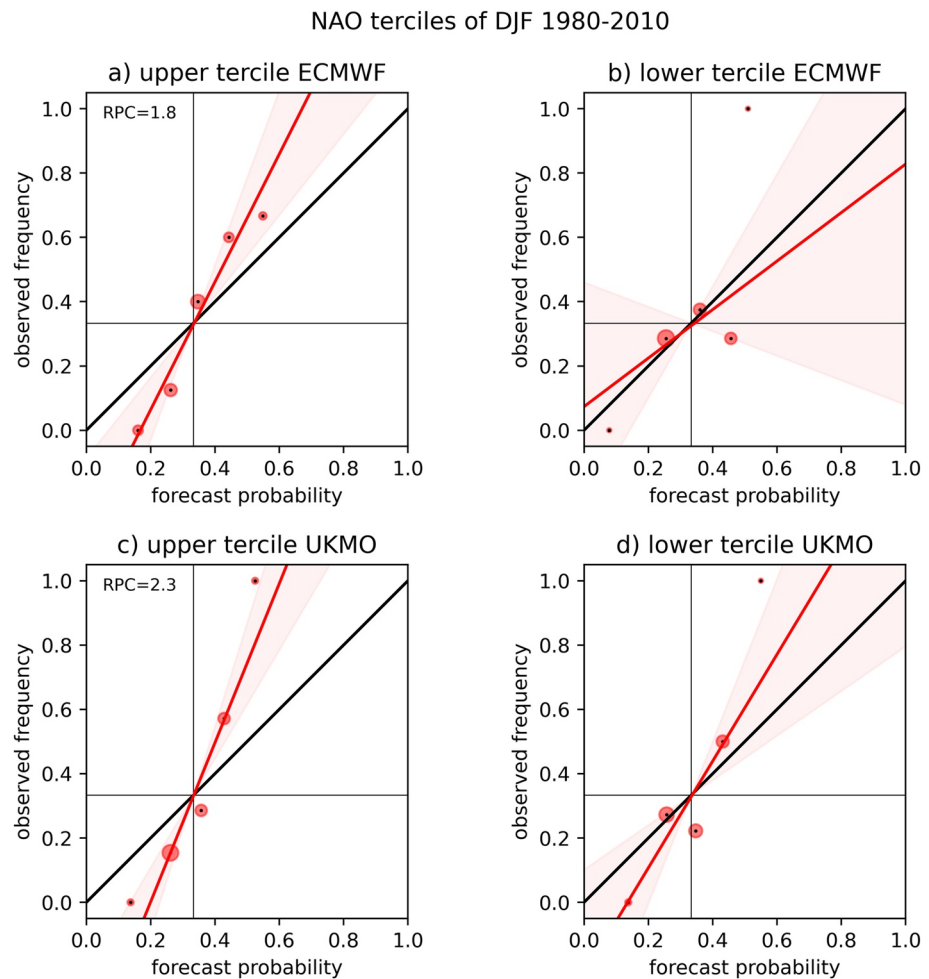 NAO terciles of DJF 1980-2010
a) upper tercile ECMWF
RPC=1.8
observed frequency
1.0
0.8
0.6
0.4
0.2
0.0
0.0 0.2 0.4 0.6 0.8 1.0
forecast probability
b) lower tercile ECMWF
observed frequency
1.0
0.8
0.6
0.4
0.2
0.0
0.0 0.2 0.4 0.6 0.8 1.0
forecast probability
c) upper tercile UKMO
RPC=2.3
observed frequency
1.0
0.8
0.6
0.4
0.2
0.0
0.0 0.2 0.4 0.6 0.8 1.0
forecast probability
d) lower tercile UKMO
observed frequency
1.0
0.8
0.6
0.4
0.2
0.0
0.0 0.2 0.4 0.6 0.8 1.0
forecast probability